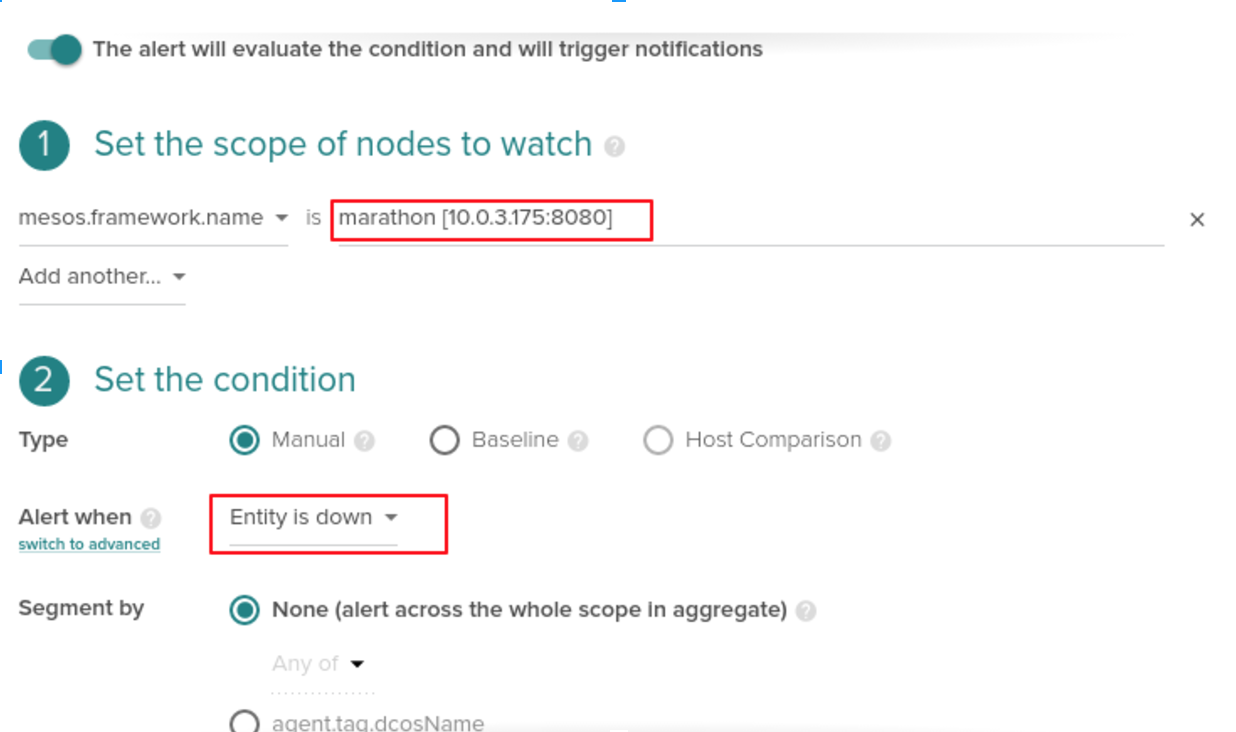 The alert will evaluate the condition and will trigger notifications
1 Set the scope of nodes to watch ?
mesos.framework.name is marathon [10.0.3.175:8080] ×
Add another...
2 Set the condition
Type Manual ? Baseline ? Host Comparison ?
Alert when ? Entity is down
switch to advanced
Segment by None (alert across the whole scope in aggregate) ?
Any of
agent.tag.dcosName